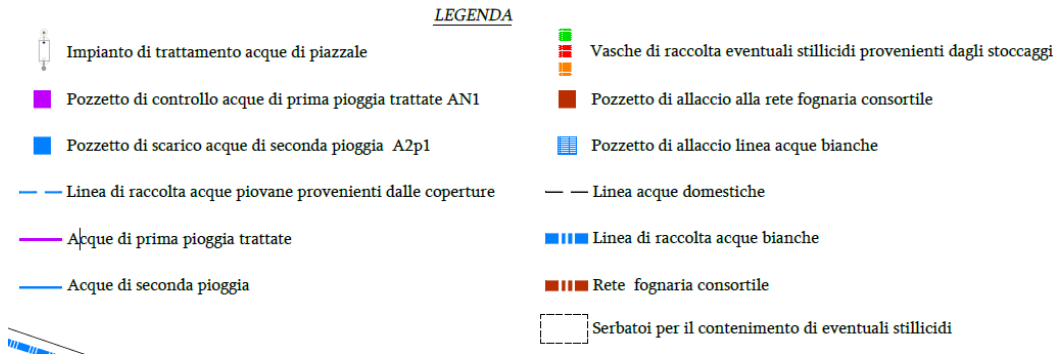 LEGENDA
Impianto di trattamento acque di piazzale
Pozzetto di controllo acque di prima pioggia trattate AN1
Pozzetto di scarico acque di seconda pioggia A2p1
Linea di raccolta acque piovane provenienti dalle coperture
Acque di prima pioggia trattate
Acque di seconda pioggia
Vasche di raccolta eventuali stillicidi provenienti dagli stoccaggi
Pozzetto di allaccio alla rete fognaria consortile
Pozzetto di allaccio linea acque bianche
Linea acque domestiche
Linea di raccolta acque bianche
Rete fognaria consortile
Serbatoi per il contenimento di eventuali stillicidi